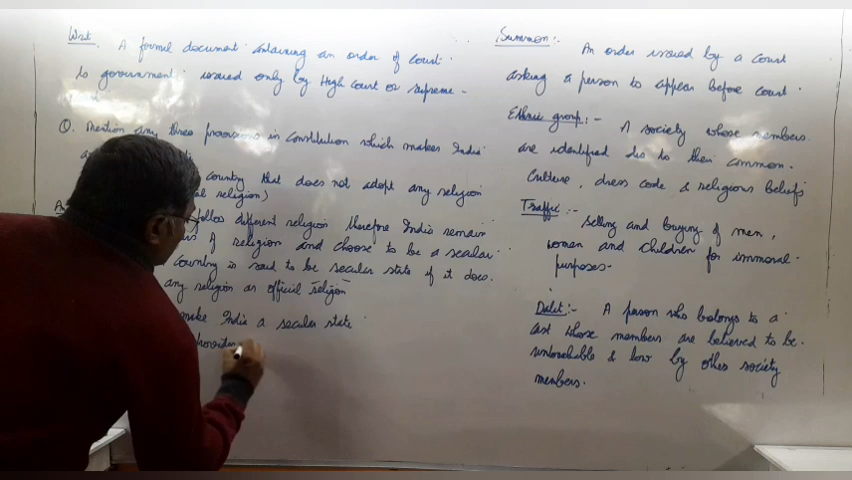 Writ. A formal document containing an order of court
to government issued only by High Court or supreme
Q. Mention any three provisions in Constitution which makes India
country that does not adopt any religion
religion)
follow different religion therefore India remain
of religion and choose to be a secular
country is said to be secular state if it does
any religion as official religion
make India a secular state
Summon:- An order issued by a court
asking a person to appear before court.
Ethnic group:- A society whose members
are identified due to their common
culture, dress code & religious beliefs
Traffic:- selling and buying of men,
women and children for immoral
purposes-
Dalit:- A person who belongs to a
cast whose members are believed to be
untouchable & low by other society
members.